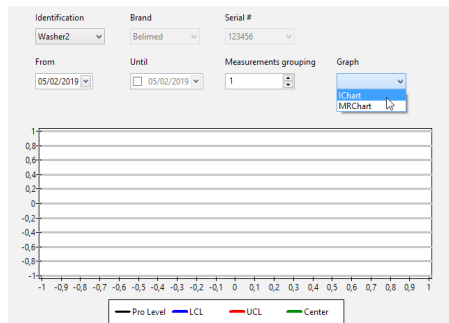 Identification Brand Serial #
Washer2 Belimed 123456
From Until Measurements grouping Graph
05/02/2019 05/02/2019 1
IChart
MRChart
1
0,8
0,6
0,4
0,2
0
-0,2
-0,4
-0,6
-0,8
-1
-1 -0,9 -0,8 -0,7 -0,6 -0,5 -0,4 -0,3 -0,2 -0,1 0 0,1 0,2 0,3 0,4 0,5 0,6 0,7 0,8 0,9 1
Pro Level LCL UCL Center